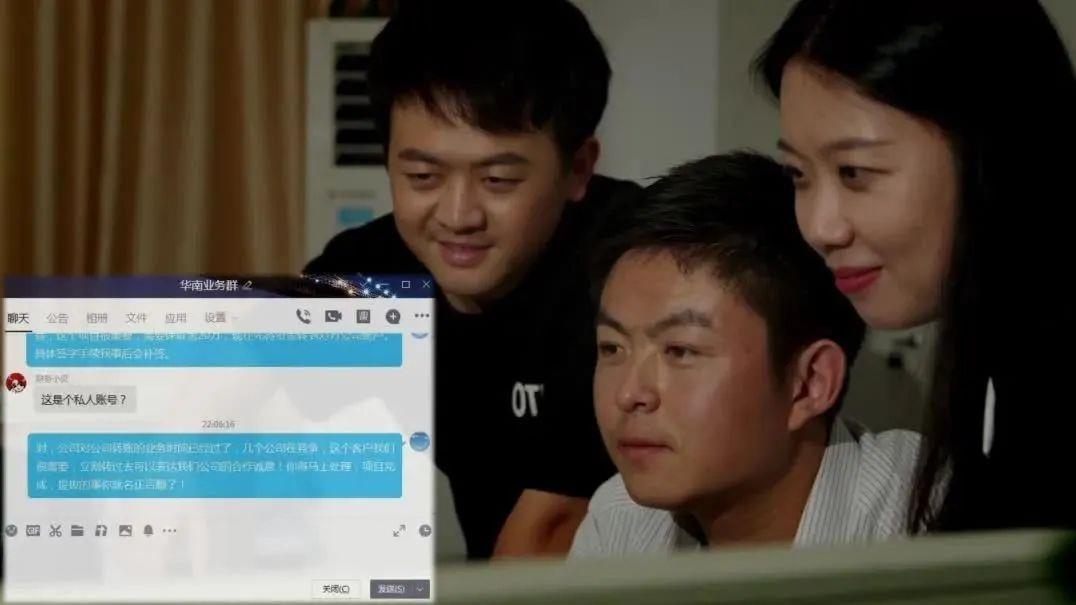 华南业务群
聊天 公告 相册 文件 应用 设置
具体签字手续我事后会补签。
财务小贝
这是个私人账号？
22:06:16
对，公司对公司转账的业务时间已经过了，几个公司在竞争，这个客户我们
很需要，立刻转过去可以表达我们公司的合作诚意！你得马上处理，项目完
成，提拔的事你就名正言顺了！
GIF
关闭(C) 发送(S)
TO